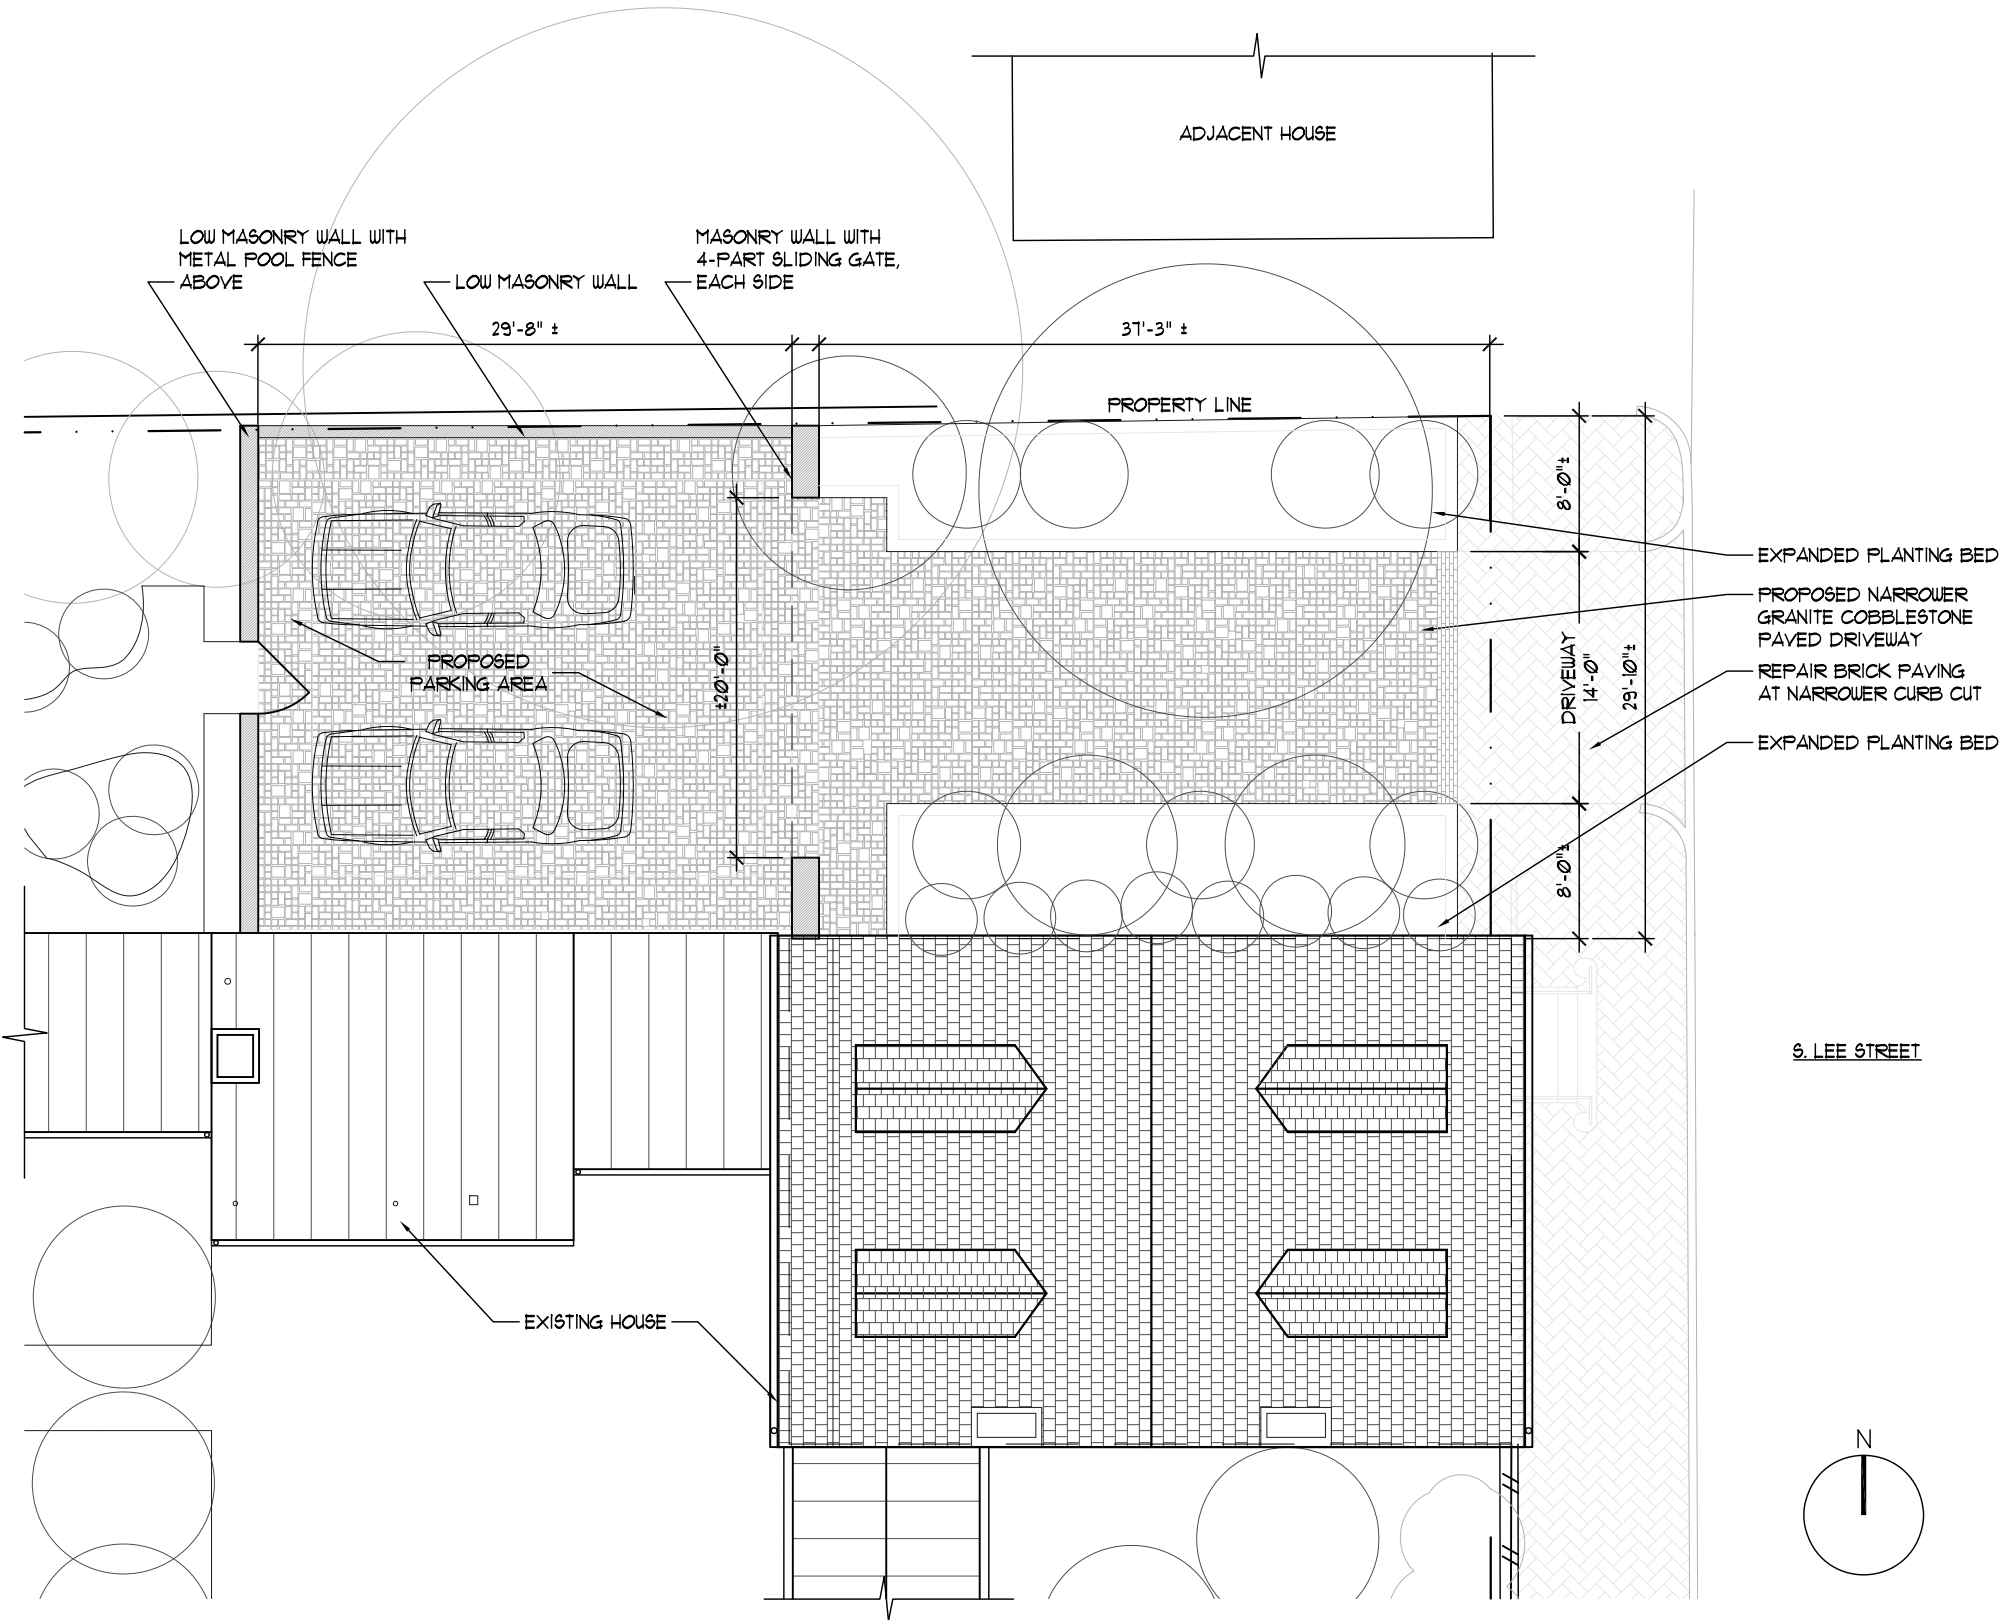 ADJACENT HOUSE
LOW MASONRY WALL WITH
METAL POOL FENCE
ABOVE
LOW MASONRY WALL
MASONRY WALL WITH
4-PART SLIDING GATE,
EACH SIDE
29'-8" ±
37'-3" ±
PROPERTY LINE
8'-0"±
EXPANDED PLANTING BED
PROPOSED NARROWER
GRANITE COBBLESTONE
PAVED DRIVEWAY
PROPOSED
PARKING AREA
±20'-0"
DRIVEWAY
14'-0"
29'-10"±
REPAIR BRICK PAVING
AT NARROWER CURB CUT
EXPANDED PLANTING BED
8'-0"±
S. LEE STREET
EXISTING HOUSE
N